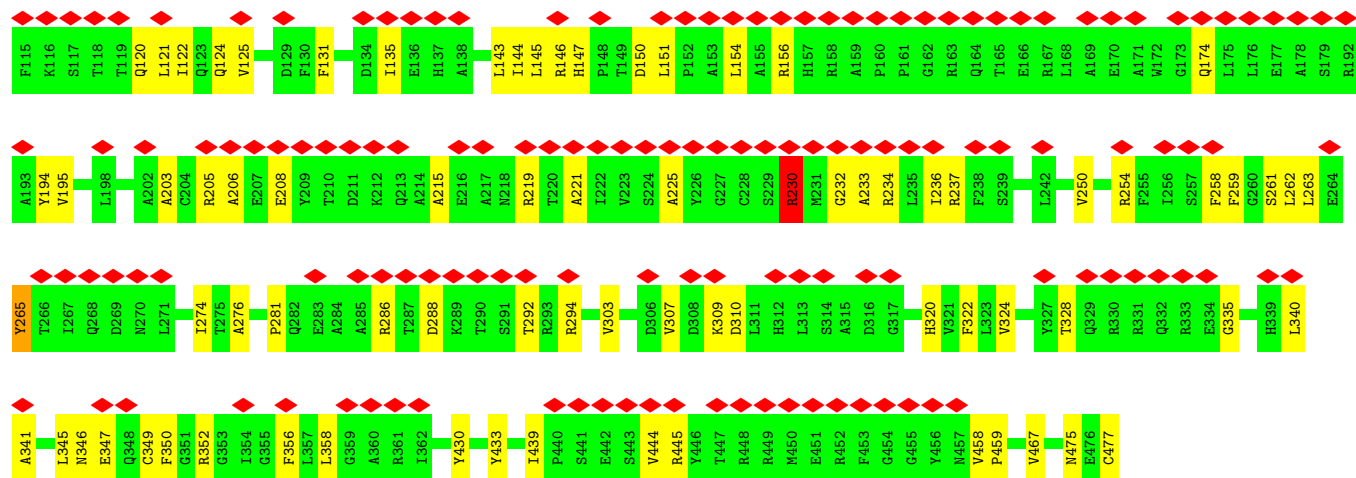 F115 K116 S117 T118 T119 Q120 L121 I122 Q123 Q124 V125 D129 F130 F131 D134 I135 E136 H137 A138 L143 I144 L145 R146 H147 P148 T149 D150 L151 P152 A153 L154 A155 R156 H157 R158 A159 P160 P161 G162 R163 Q164 T165 E166 R167 L168 A169 E170 A171 W172 G173 Q174 L175 L176 E177 A178 S179 R192
A193 Y194 V195 L198 A202 A203 C204 R205 A206 E207 E208 Y209 T210 D211 K212 Q213 A214 A215 E216 A217 N218 R219 T220 A221 I222 V223 S224 A225 Y226 G227 C228 S229 R230 M231 G232 A233 R234 L235 I236 R237 F238 S239 L242 V250 R254 F255 I256 S257 F258 F259 G260 S261 L262 L263 E264
Y265 T266 I267 Q268 D269 N270 L271 I274 T275 A276 P281 Q282 E283 A284 A285 R286 T287 D288 K289 T290 S291 T292 R293 R294 V303 D306 V307 D308 K309 D310 L311 H312 L313 S314 A315 D316 G317 H320 V321 F322 L323 V324 Y327 T328 Q329 R330 R331 Q332 R333 E334 G335 H339 L340
A341 L345 N346 E347 Q348 C349 F350 G351 R352 G353 I354 G355 F356 L357 L358 G359 A360 R361 I362 Y430 Y433 I439 P440 S441 E442 S443 V444 R445 Y446 T447 R448 R449 M450 E451 R452 F453 G454 G455 Y456 N457 V458 P459 V467 N475 E476 C477